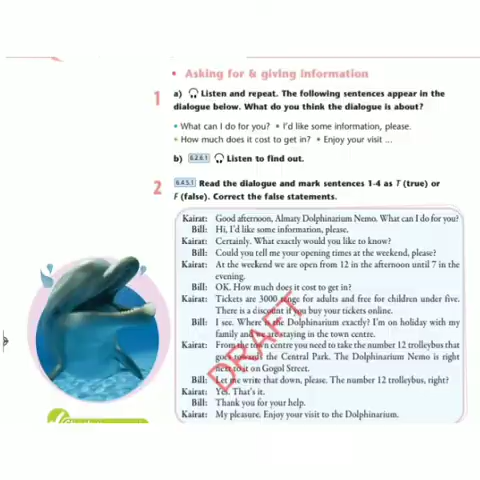 • Asking for & giving information
1 a) Listen and repeat. The following sentences appear in the
dialogue below. What do you think the dialogue is about?
• What can I do for you? • I'd like some information, please.
• How much does it cost to get in? • Enjoy your visit ...
b) 6.2.6.1 Listen to find out.
2 6.4.5.1 Read the dialogue and mark sentences 1-4 as T (true) or
F (false). Correct the false statements.
Kairat: Good afternoon, Almaty Dolphinarium Nemo. What can I do for you?
Bill: Hi, I'd like some information, please.
Kairat: Certainly. What exactly would you like to know?
Bill: Could you tell me your opening times at the weekend, please?
Kairat: At the weekend we are open from 12 in the afternoon until 7 in the
evening.
Bill: OK. How much does it cost to get in?
Kairat: Tickets are 3000 tenge for adults and free for children under five.
There is a discount if you buy your tickets online.
Bill: I see. Where is the Dolphinarium exactly? I'm on holiday with my
family and we are staying in the town centre.
Kairat: From the town centre you need to take the number 12 trolleybus that
goes towards the Central Park. The Dolphinarium Nemo is right
next to it on Gogol Street.
Bill: Let me write that down, please. The number 12 trolleybus, right?
Kairat: Yes. That's it.
Bill: Thank you for your help.
Kairat: My pleasure. Enjoy your visit to the Dolphinarium.
DRAFT